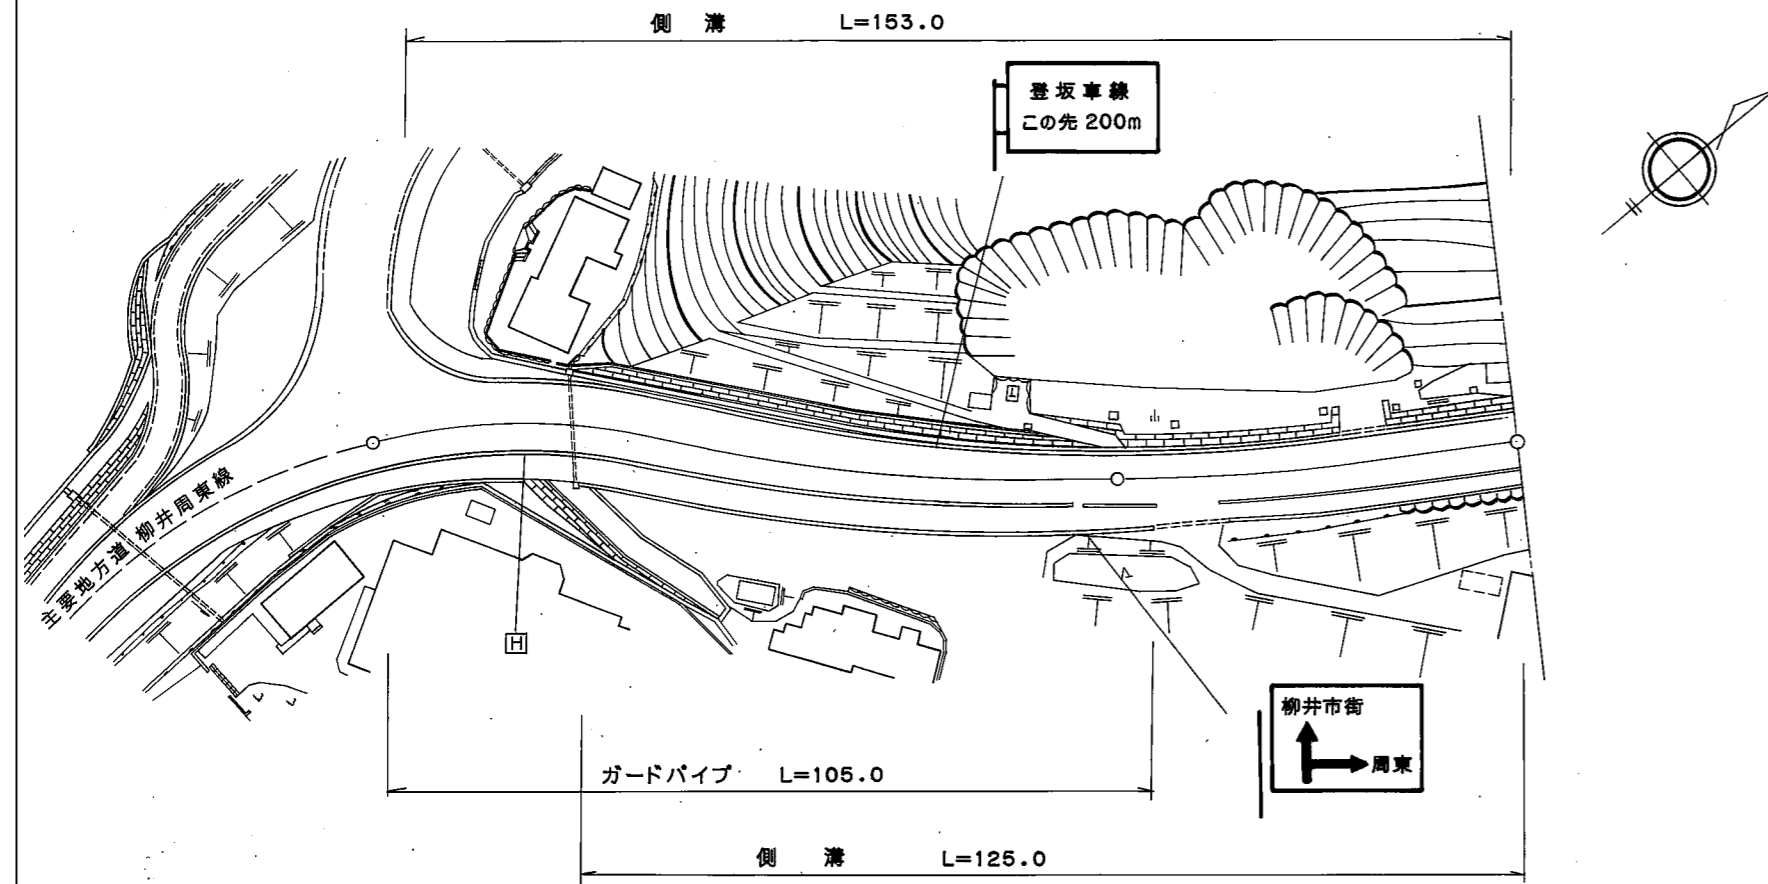 側 溝 L=153.0
登坂車線
この先 200m
主要地方道 柳井周東線
H
柳井市街
周東
ガードパイプ L=105.0
側 溝 L=125.0